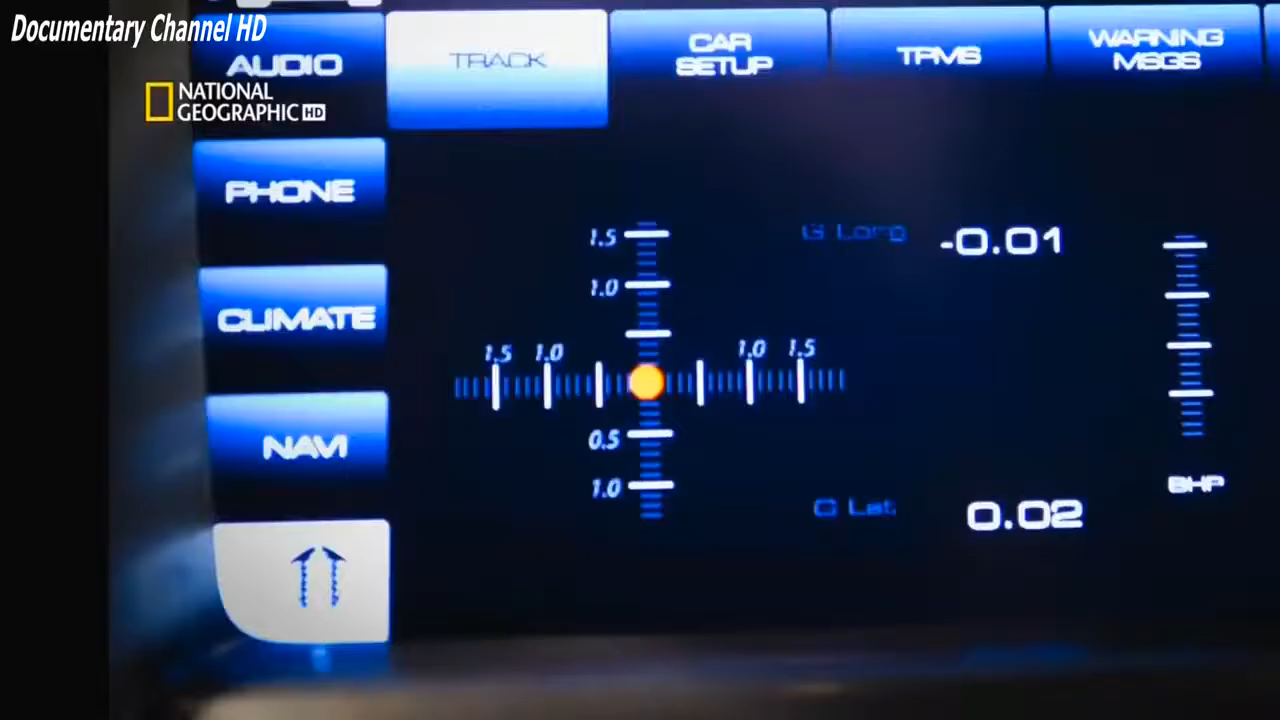 Documentary Channel HD
NATIONAL
GEOGRAPHIC HD
AUDIO
TRACK
CAR
SETUP
TPMS
WARNING
MSGS
PHONE
CLIMATE
NAVI
1.5
1.0
1.5 1.0
1.0 1.5
0.5
1.0
G Long -0.01
G Lat 0.02
BHP